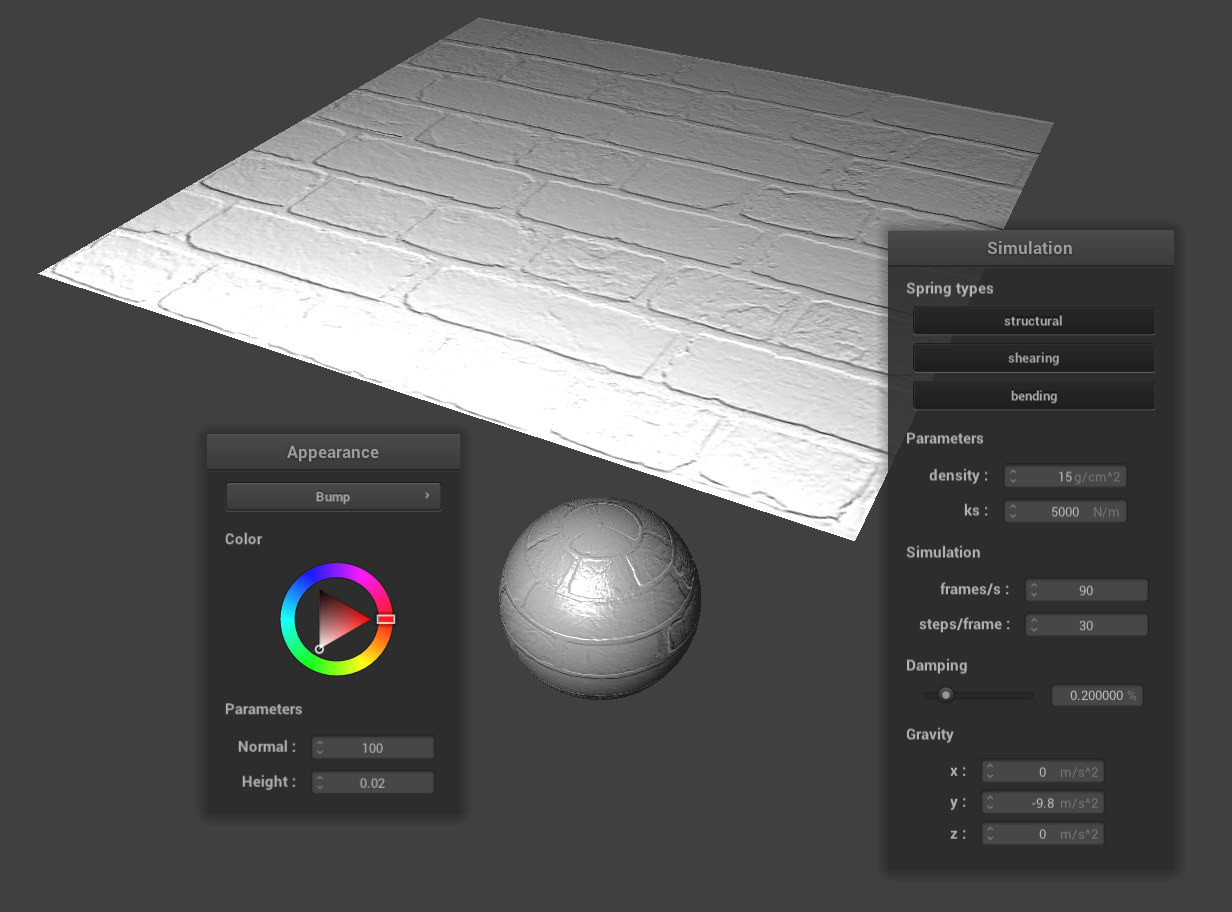 Simulation
Spring types
structural
shearing
bending
Parameters
density : 15 g/cm^2
ks : 5000 N/m
Simulation
frames/s : 90
steps/frame : 30
Damping
0.200000 %
Gravity
x : 0 m/s^2
y : -9.8 m/s^2
z : 0 m/s^2
Appearance
Bump
Color
Parameters
Normal : 100
Height : 0.02